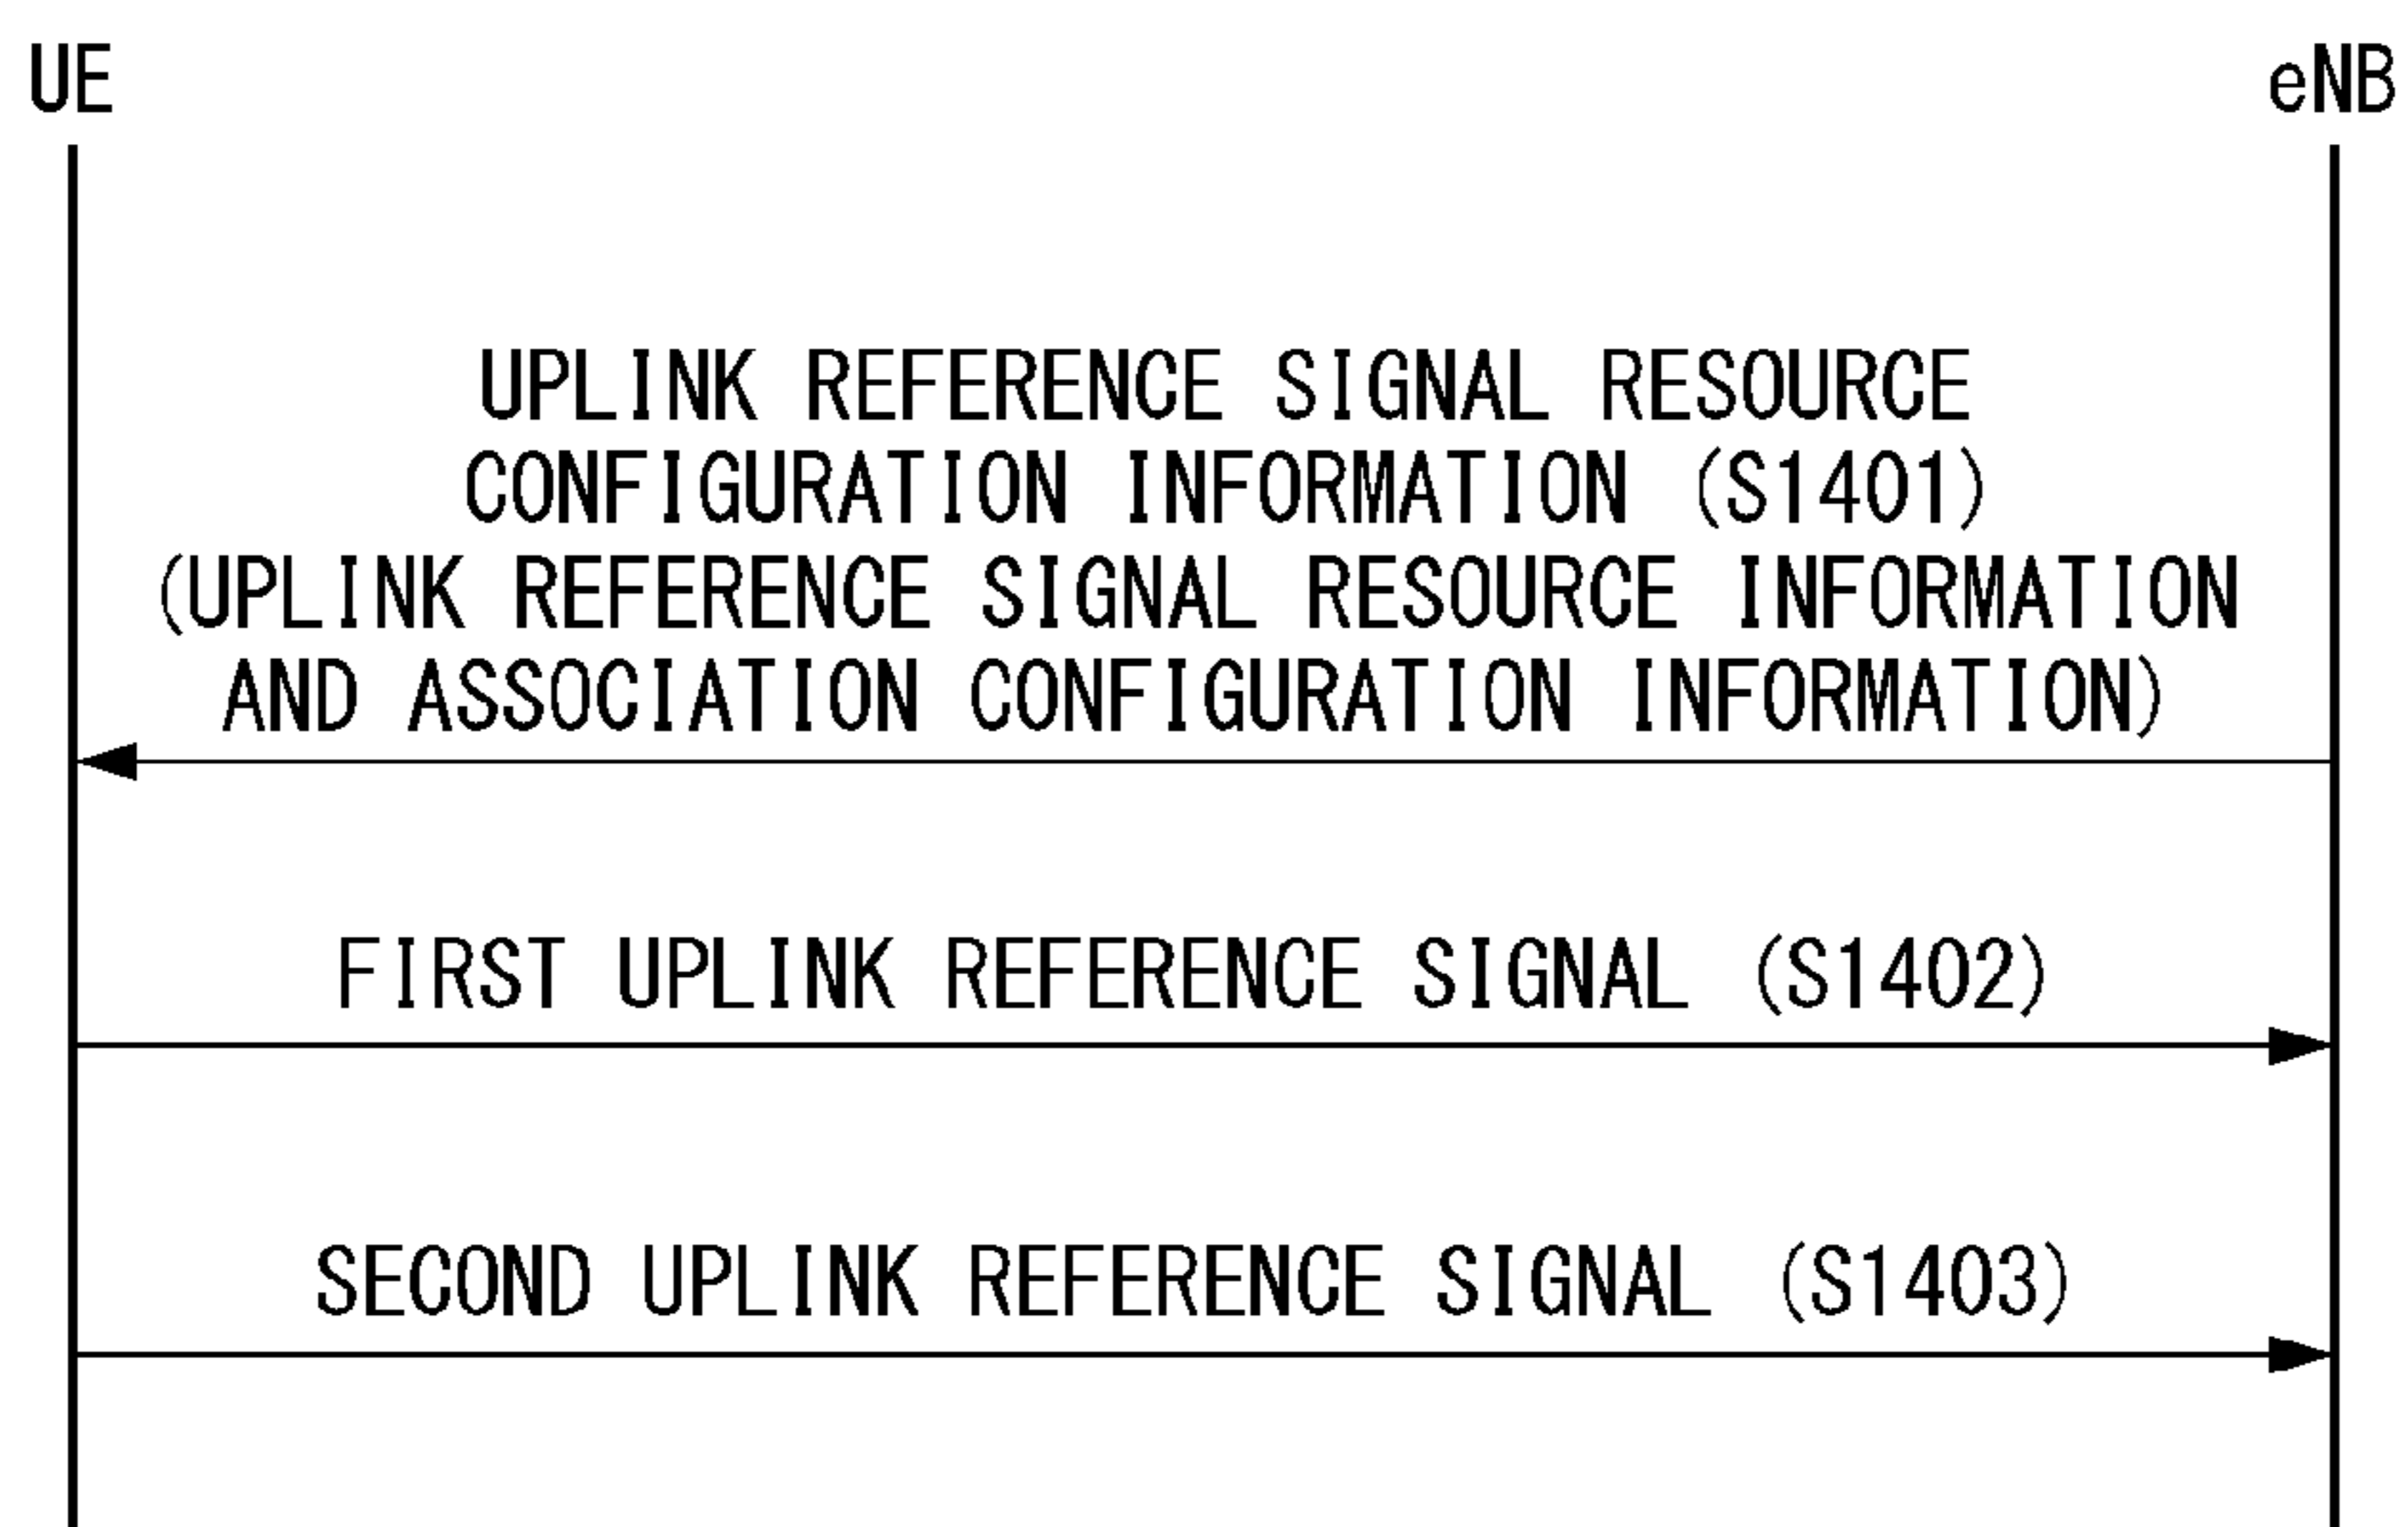 UE
eNB
UPLINK REFERENCE SIGNAL RESOURCE
CONFIGURATION INFORMATION (S1401)
(UPLINK REFERENCE SIGNAL RESOURCE INFORMATION
AND ASSOCIATION CONFIGURATION INFORMATION)
FIRST UPLINK REFERENCE SIGNAL (S1402)
SECOND UPLINK REFERENCE SIGNAL (S1403)